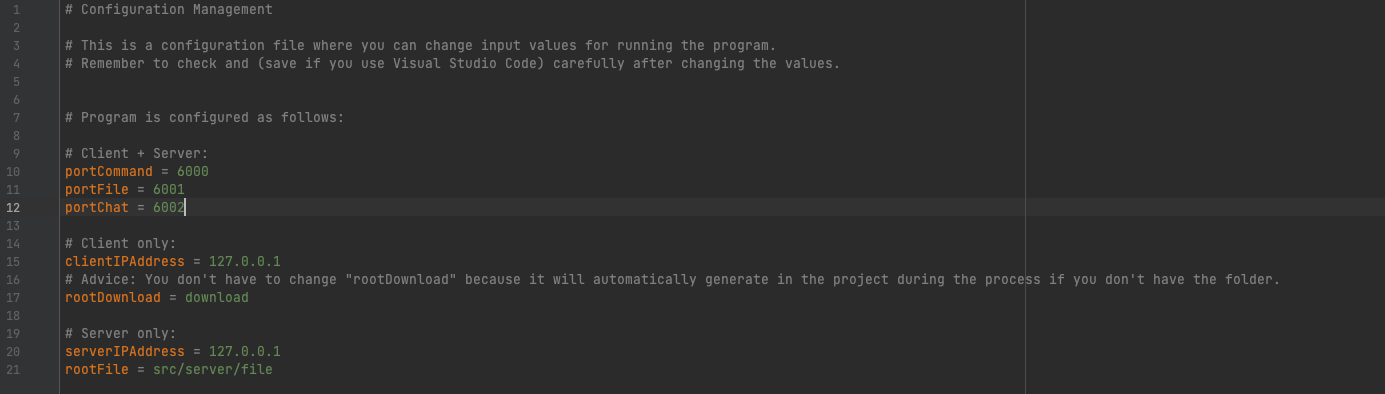 1 # Configuration Management
2
3 # This is a configuration file where you can change input values for running the program.
4 # Remember to check and (save if you use Visual Studio Code) carefully after changing the values.
5
6
7 # Program is configured as follows:
8
9 # Client + Server:
10 portCommand = 6000
11 portFile = 6001
12 portChat = 6002
13
14 # Client only:
15 clientIPAddress = 127.0.0.1
16 # Advice: You don't have to change "rootDownload" because it will automatically generate in the project during the process if you don't have the folder.
17 rootDownload = download
18
19 # Server only:
20 serverIPAddress = 127.0.0.1
21 rootFile = src/server/file